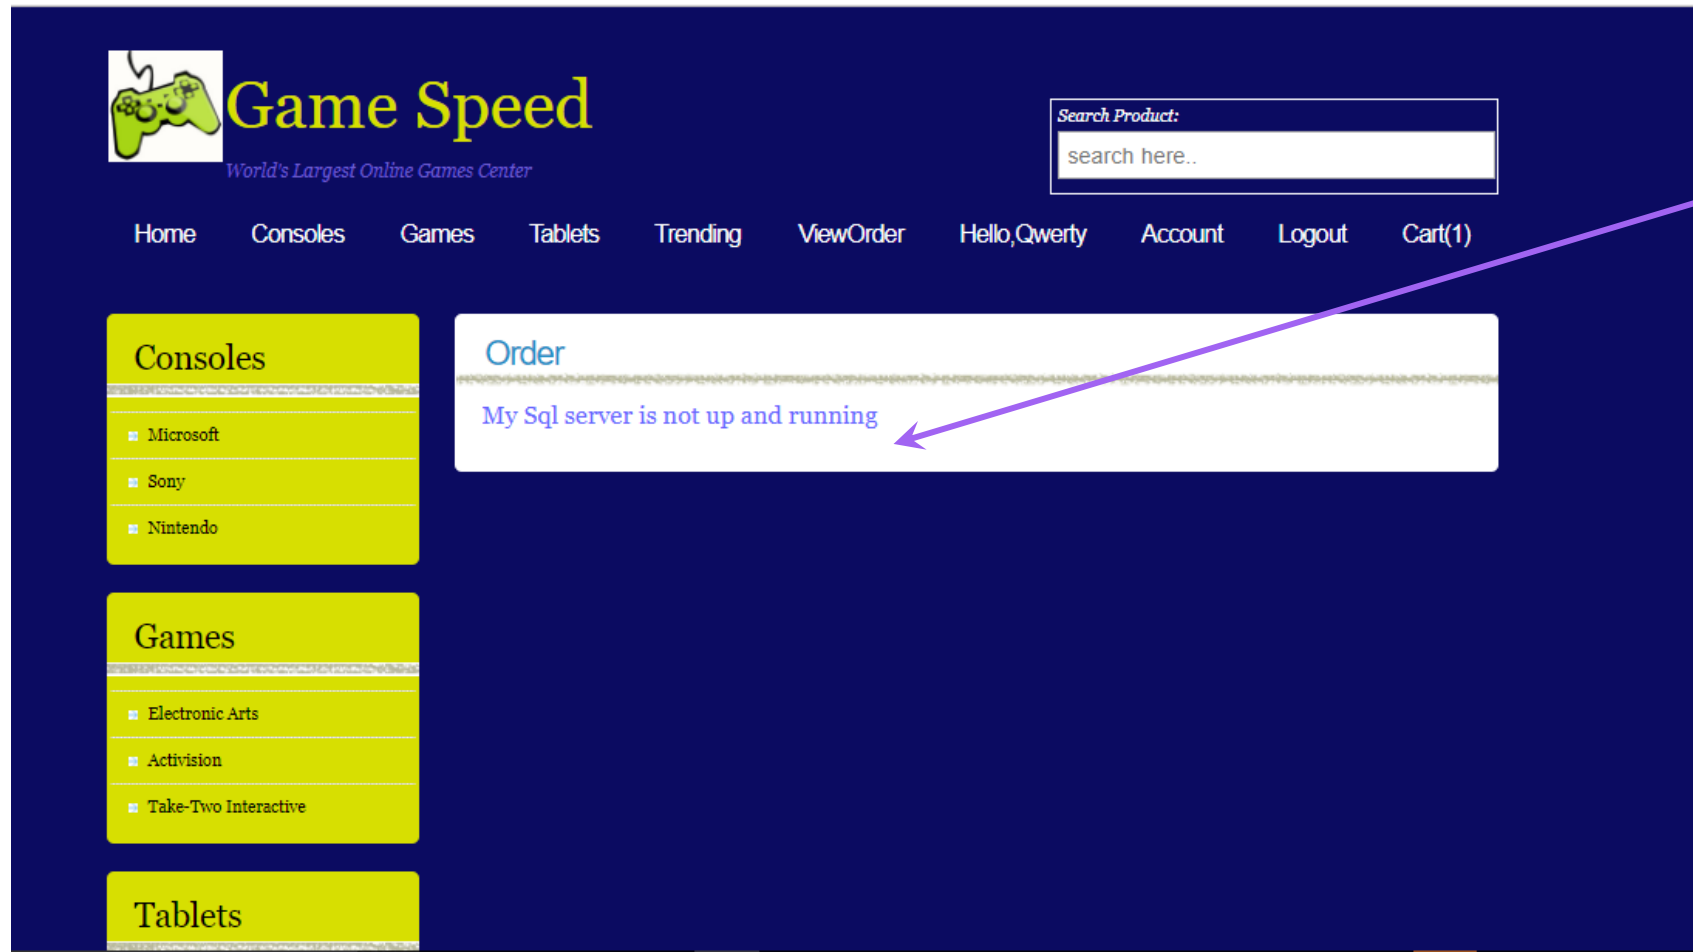 Game Speed
World's Largest Online Games Center
Search Product:
search here..
Home Consoles Games Tablets Trending ViewOrder Hello,Qwerty Account Logout Cart(1)
Consoles
Microsoft
Sony
Nintendo
Games
Electronic Arts
Activision
Take-Two Interactive
Tablets
Order
My Sql server is not up and running